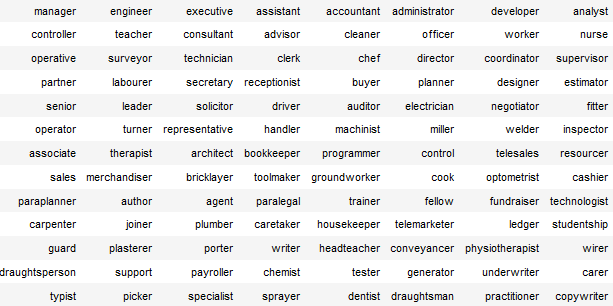 manager engineer executive assistant accountant administrator developer analyst
controller teacher consultant advisor cleaner officer worker nurse
operative surveyor technician clerk chef director coordinator supervisor
partner labourer secretary receptionist buyer planner designer estimator
senior leader solicitor driver auditor electrician negotiator fitter
operator turner representative handler machinist miller welder inspector
associate therapist architect bookkeeper programmer control telesales resourcer
sales merchandiser bricklayer toolmaker groundworker cook optometrist cashier
paraplanner author agent paralegal trainer fellow fundraiser technologist
carpenter joiner plumber caretaker housekeeper telemarketer ledger studentship
guard plasterer porter writer headteacher conveyancer physiotherapist wirer
draughtsperson support payroller chemist tester generator underwriter carer
typist picker specialist sprayer dentist draughtsman practitioner copywriter